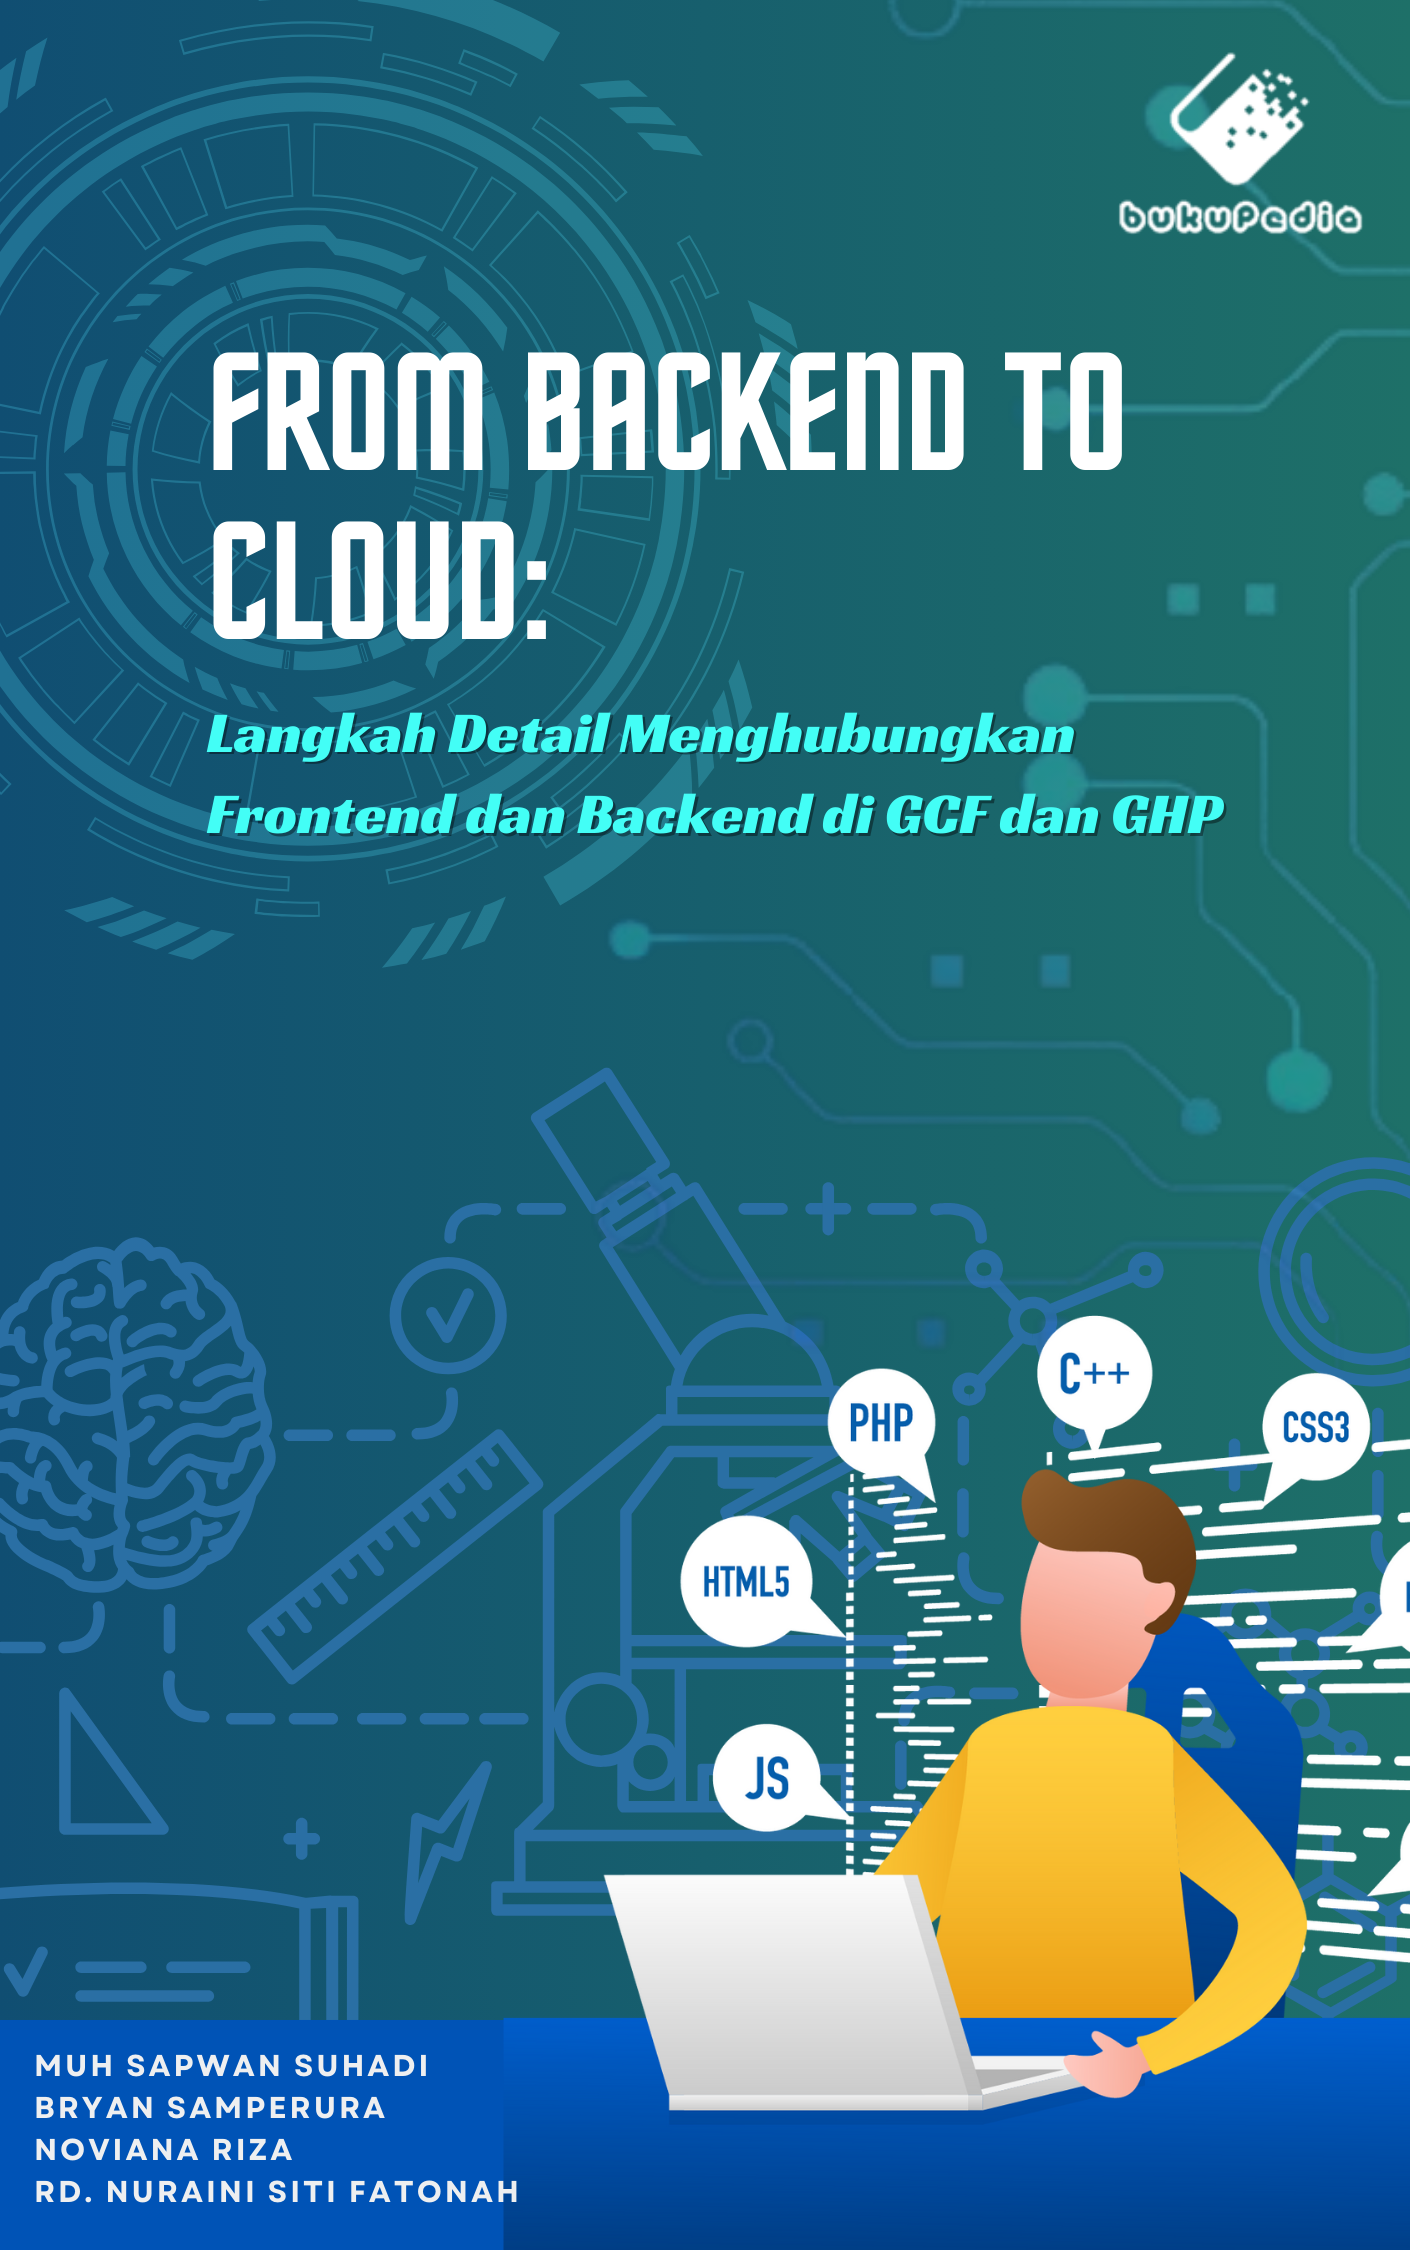 bukuPedia
FROM BACKEND TO
CLOUD:
Langkah Detail Menghubungkan
Frontend dan Backend di GCF dan GHP
C++
PHP
CSS3
HTML5
JS
MUH SAPWAN SUHADI
BRYAN SAMPERURA
NOVIANA RIZA
RD. NURAINI SITI FATONAH